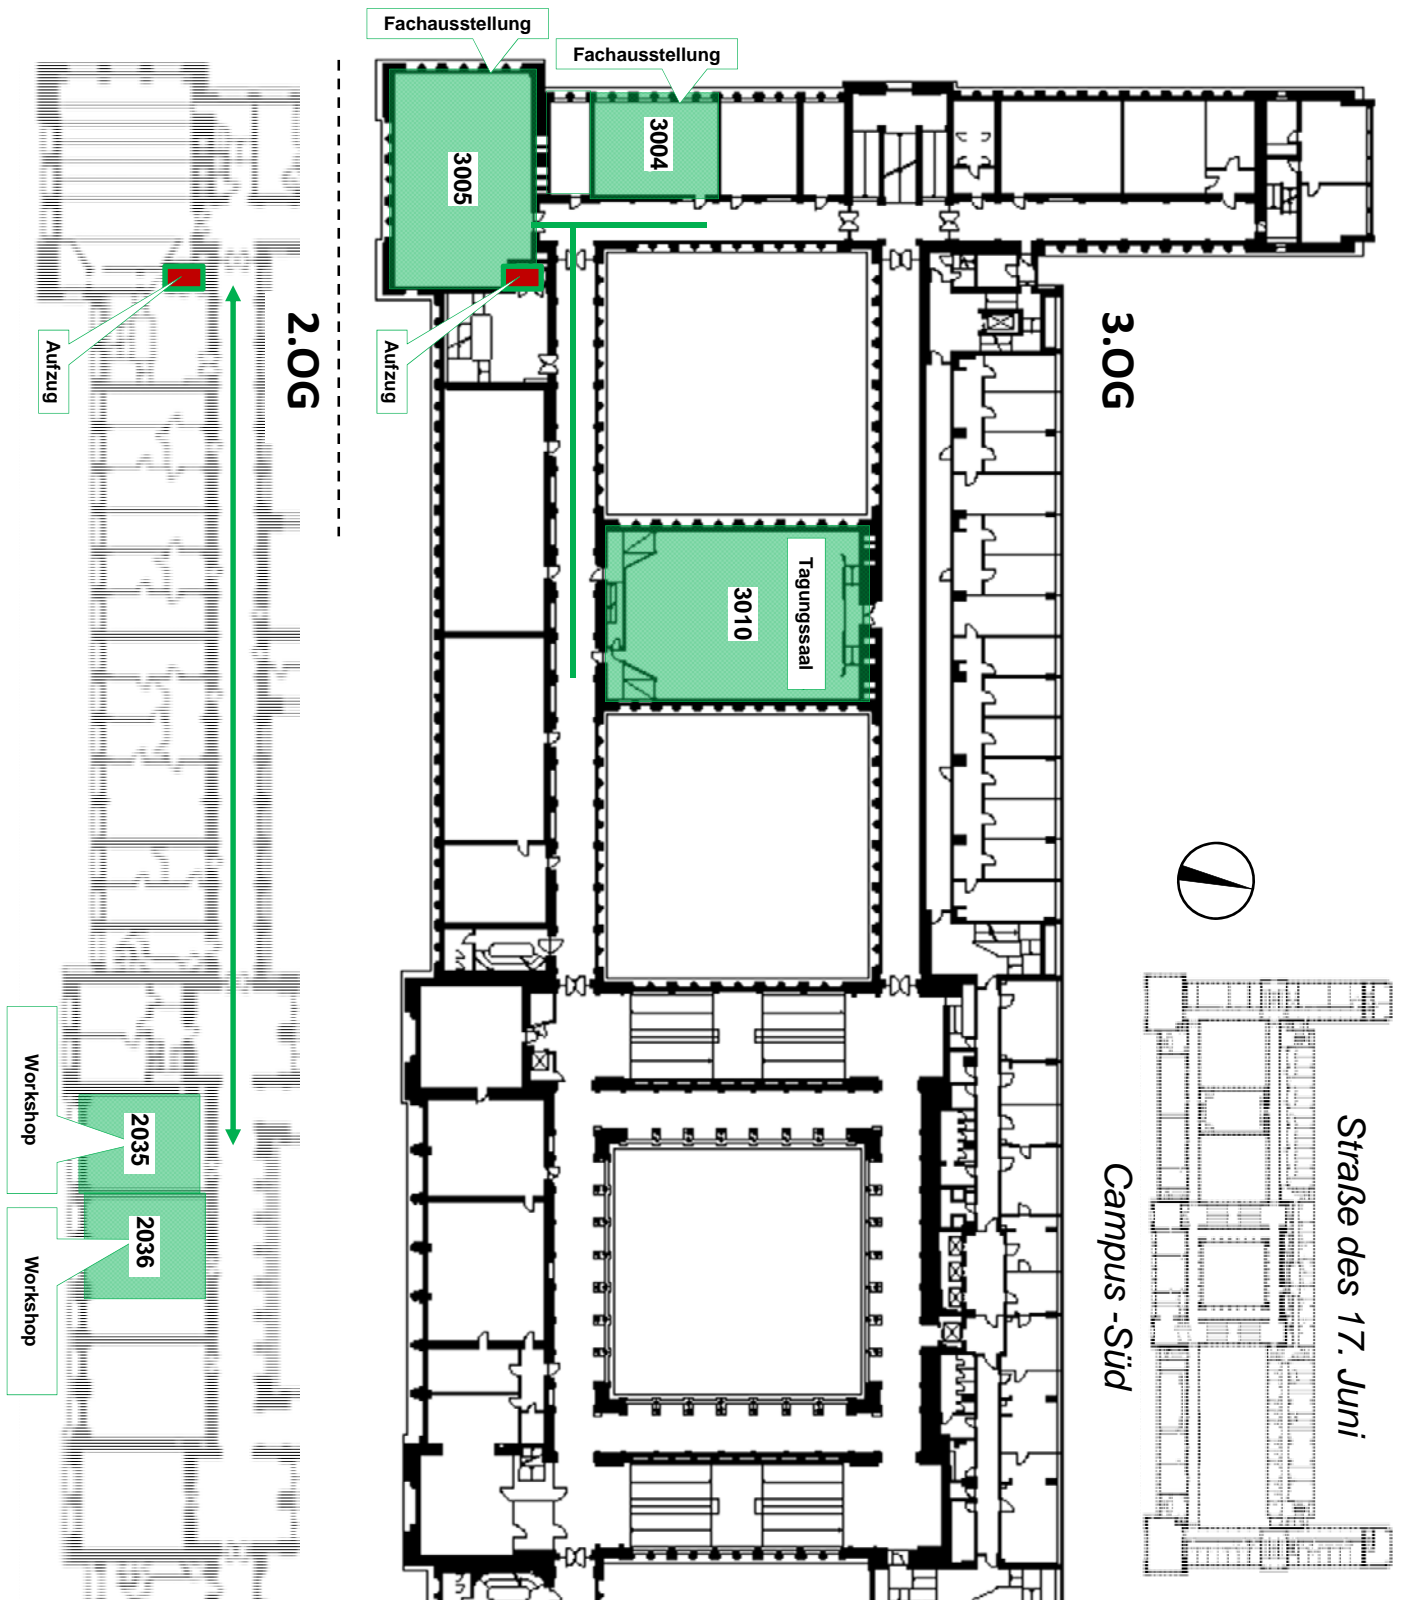 Fachausstellung
Fachausstellung
3004
3005
Aufzug
Aufzug
2.OG
3.OG
Tagungssaal
3010
Straße des 17. Juni
Campus -Süd
Workshop
2035
Workshop
2036